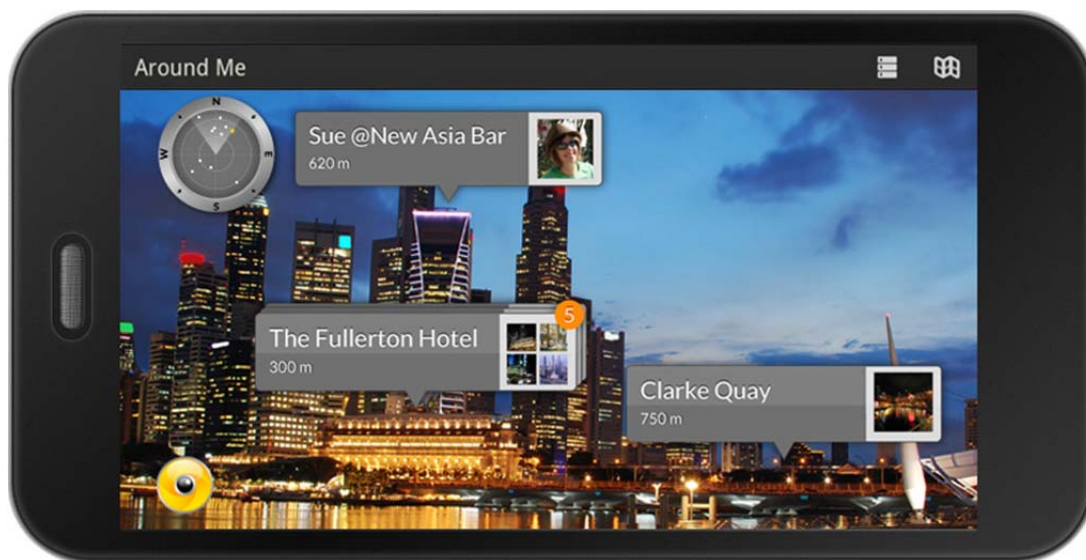 Around Me
N
W
E
S
Sue @New Asia Bar
620 m
The Fullerton Hotel
300 m
5
Clarke Quay
750 m